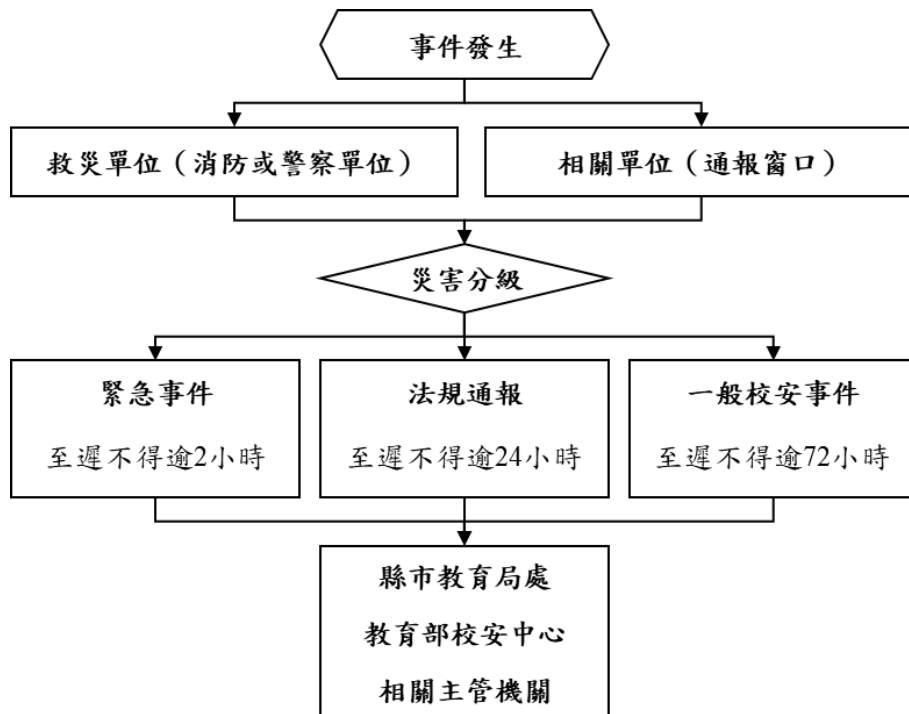 事件發生
救災單位（消防或警察單位）
相關單位（通報窗口）
災害分級
緊急事件
至遲不得逾2小時
法規通報
至遲不得逾24小時
一般校安事件
至遲不得逾72小時
縣市教育局處
教育部校安中心
相關主管機關